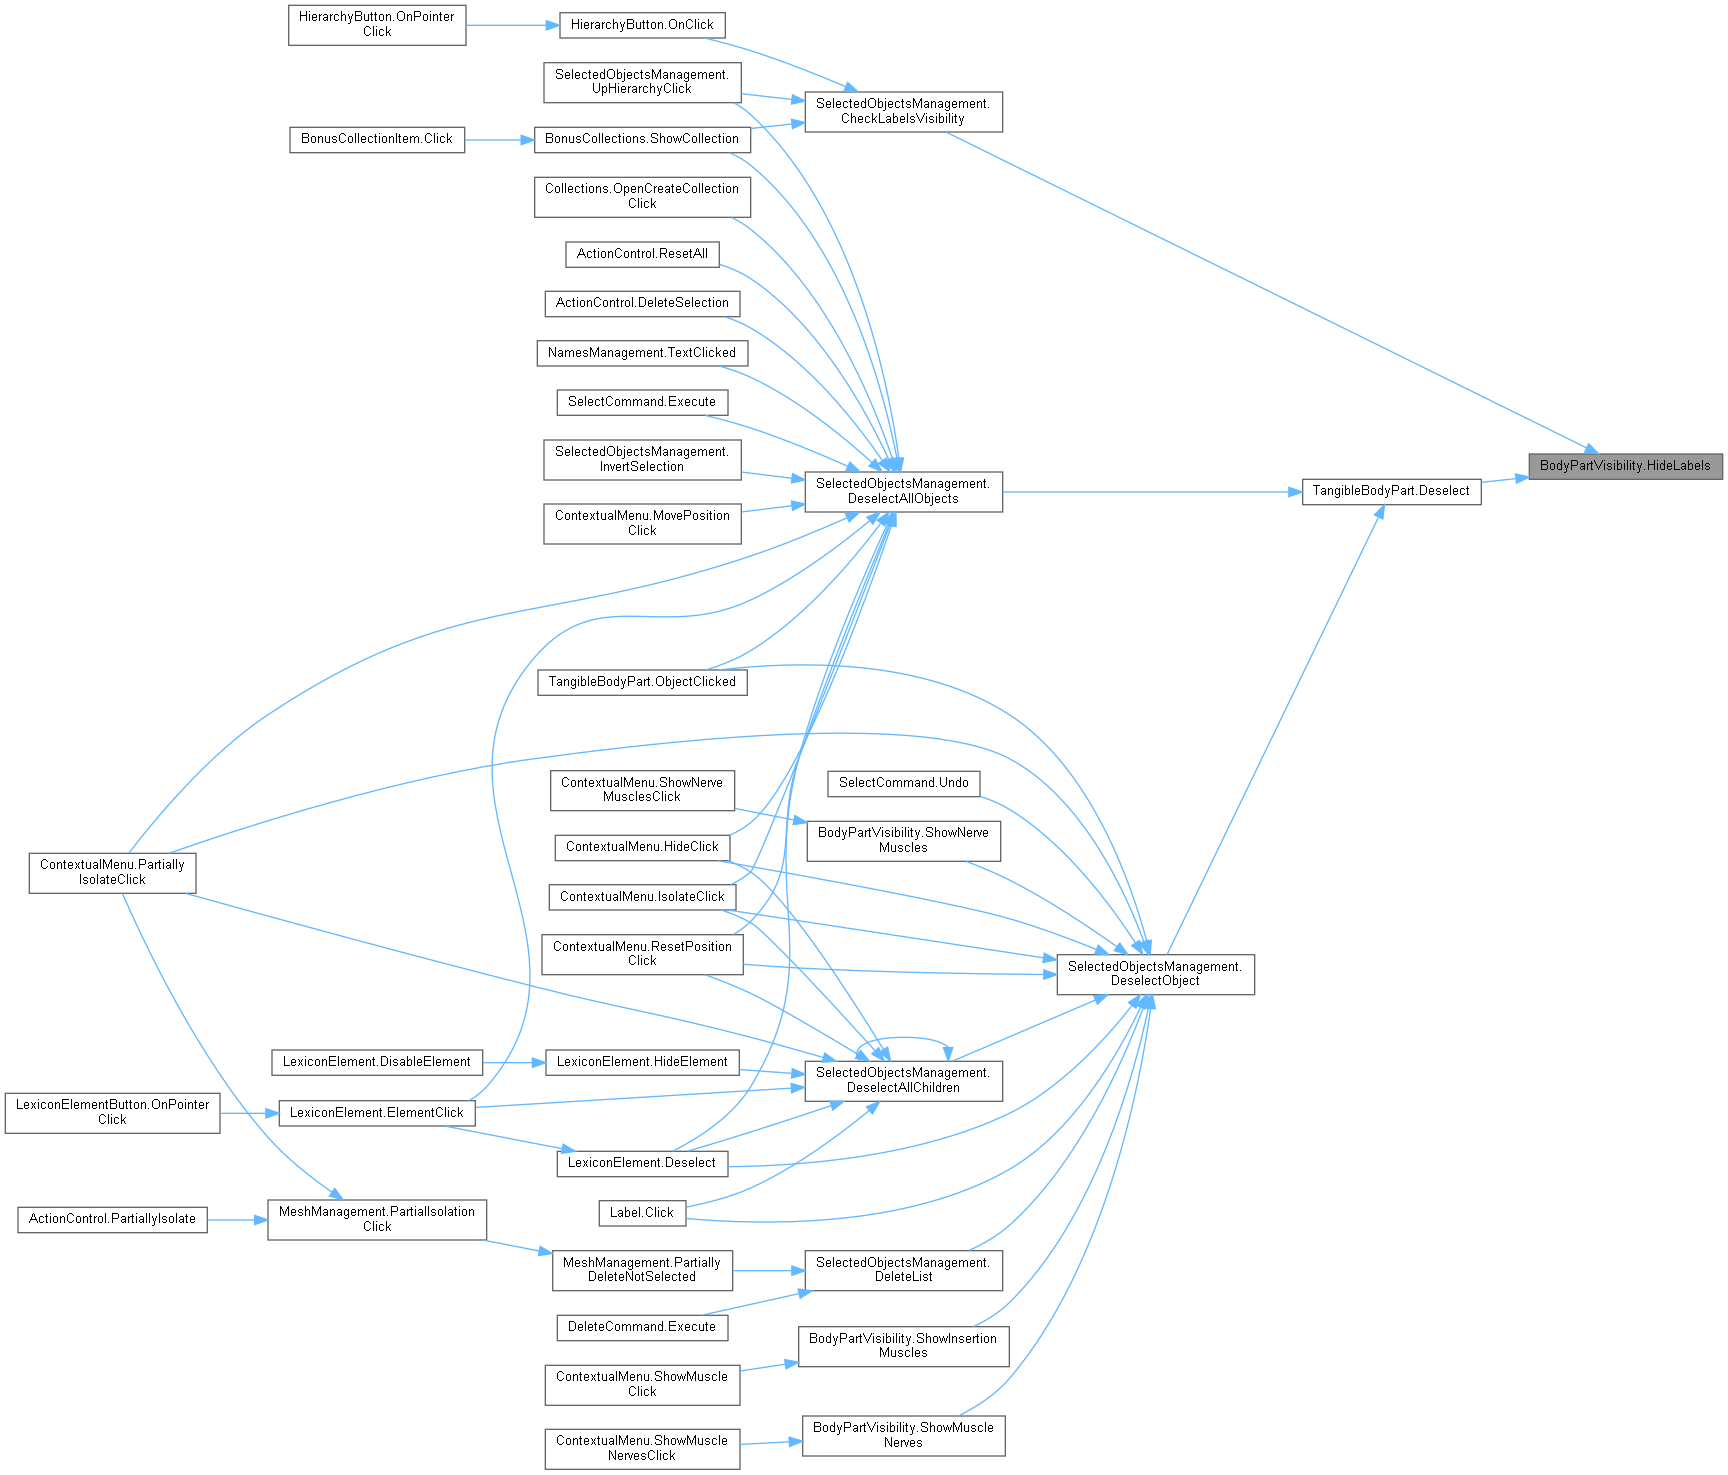 HierarchyButton.OnPointer
Click
HierarchyButton.OnClick
SelectedObjectsManagement.
UpHierarchyClick
SelectedObjectsManagement.
CheckLabelsVisibility
BonusCollectionItem.Click
BonusCollections.ShowCollection
Collections.OpenCreateCollection
Click
ActionControl.ResetAll
ActionControl.DeleteSelection
NamesManagement.TextClicked
SelectCommand.Execute
SelectedObjectsManagement.
InvertSelection
SelectedObjectsManagement.
DeselectAllObjects
BodyPartVisibility.HideLabels
TangibleBodyPart.Deselect
ContextualMenu.MovePosition
Click
TangibleBodyPart.ObjectClicked
ContextualMenu.ShowNerve
MusclesClick
SelectCommand.Undo
BodyPartVisibility.ShowNerve
Muscles
ContextualMenu.HideClick
ContextualMenu.Partially
IsolateClick
ContextualMenu.IsolateClick
ContextualMenu.ResetPosition
Click
SelectedObjectsManagement.
DeselectObject
LexiconElement.DisableElement
LexiconElement.HideElement
SelectedObjectsManagement.
DeselectAllChildren
LexiconElementButton.OnPointer
Click
LexiconElement.ElementClick
LexiconElement.Deselect
Label.Click
ActionControl.PartiallyIsolate
MeshManagement.PartialIsolation
Click
MeshManagement.Partially
DeleteNotSelected
SelectedObjectsManagement.
DeleteList
DeleteCommand.Execute
BodyPartVisibility.ShowInsertion
Muscles
ContextualMenu.ShowMuscle
Click
BodyPartVisibility.ShowMuscle
Nerves
ContextualMenu.ShowMuscle
NervesClick